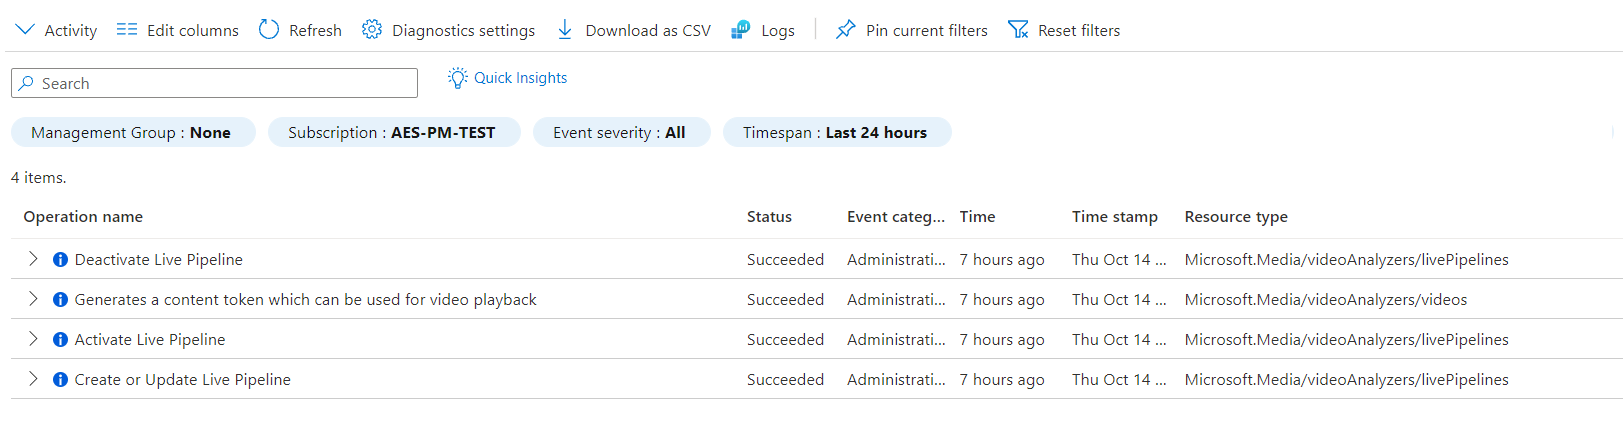 Activity Edit columns Refresh Diagnostics settings Download as CSV Logs Pin current filters Reset filters
Search Quick Insights
Management Group : None Subscription : AES-PM-TEST Event severity : All Timespan : Last 24 hours
4 items.
Operation name Status Event categ... Time Time stamp Resource type
Deactivate Live Pipeline Succeeded Administrati... 7 hours ago Thu Oct 14 ... Microsoft.Media/videoAnalyzers/livePipelines
Generates a content token which can be used for video playback Succeeded Administrati... 7 hours ago Thu Oct 14 ... Microsoft.Media/videoAnalyzers/videos
Activate Live Pipeline Succeeded Administrati... 7 hours ago Thu Oct 14 ... Microsoft.Media/videoAnalyzers/livePipelines
Create or Update Live Pipeline Succeeded Administrati... 7 hours ago Thu Oct 14 ... Microsoft.Media/videoAnalyzers/livePipelines